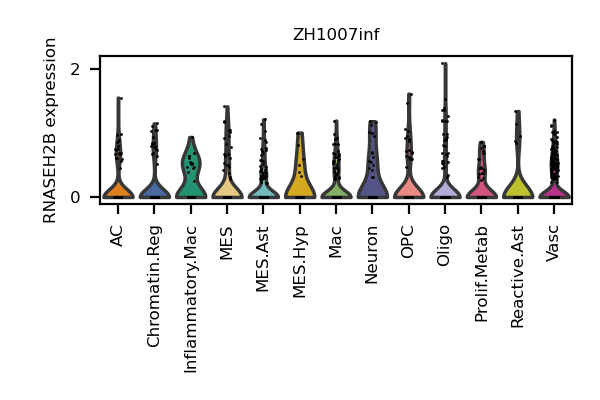 ZH1007inf
RNASEH2B expression
2
0
AC
Chromatin.Reg
Inflammatory.Mac
MES
MES.Ast
MES.Hyp
Mac
Neuron
OPC
Oligo
Prolif.Metab
Reactive.Ast
Vasc